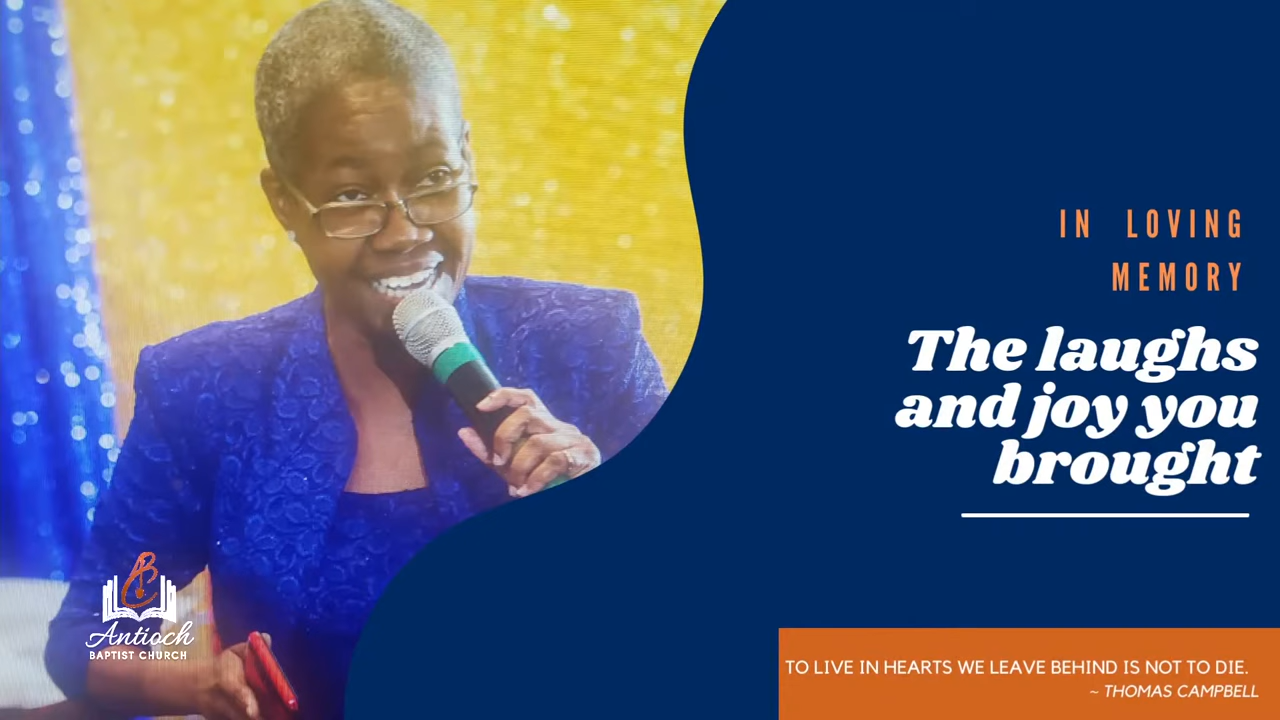 IN LOVING
MEMORY
The laughs
and joy you
brought
TO LIVE IN HEARTS WE LEAVE BEHIND IS NOT TO DIE.
~ THOMAS CAMPBELL
ABC
Antioch
BAPTIST CHURCH